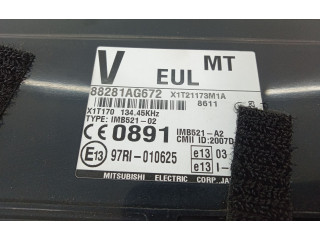 V EUL MT
88281AG672 X1T21173M1A
8611
X1T170 134.45KHz
TYPE: IMB521-02
CE 0891 IMB521-A2
CMII ID:2007D
E13 97RI-010625 e13 03
e13 I-
MITSUBISHI ELECTRIC CORP. JA